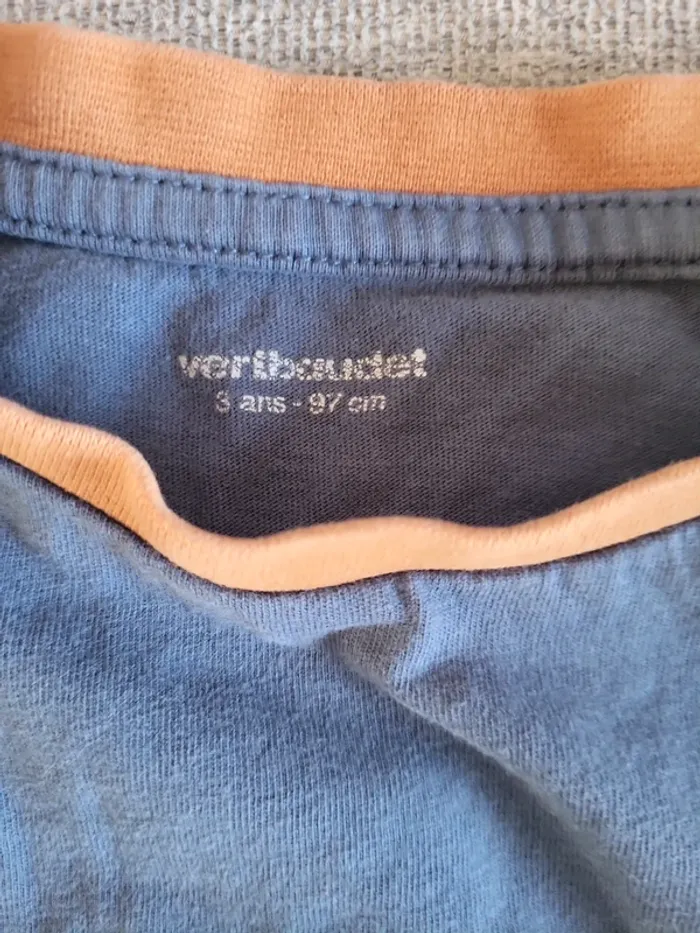 vertbaudet
3 ans - 97 cm